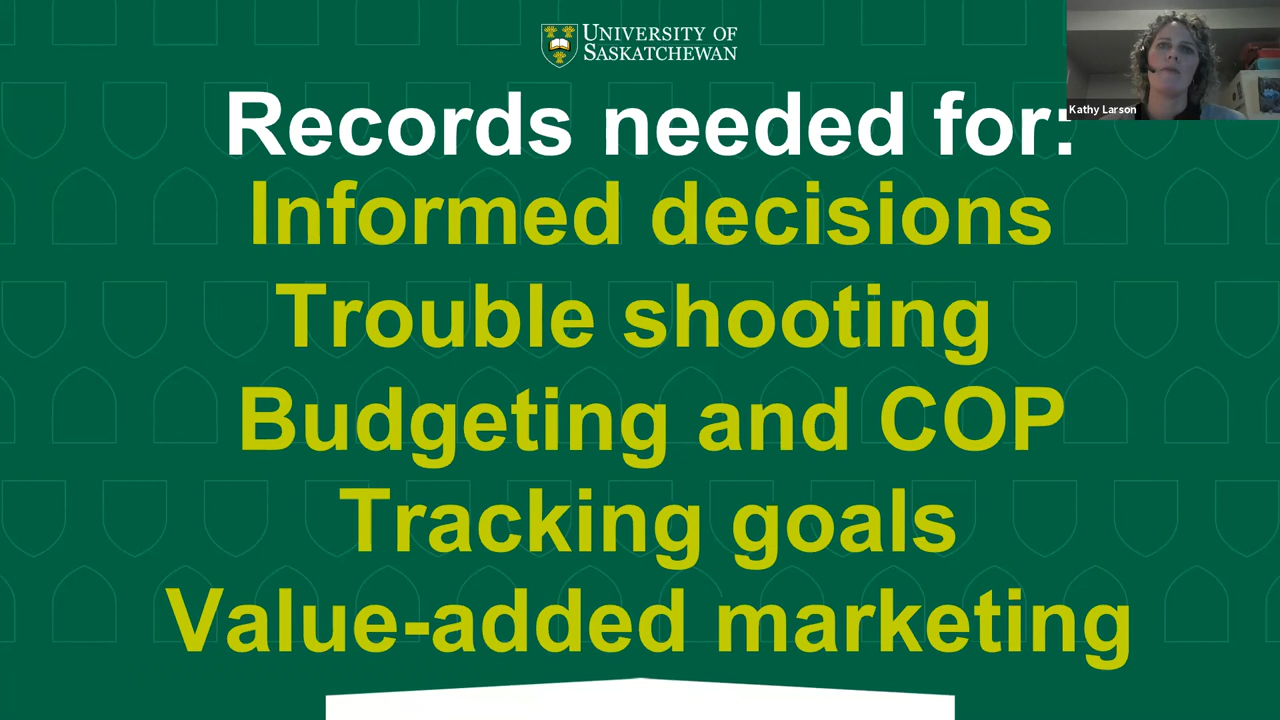 UNIVERSITY OF
SASKATCHEWAN
Kathy Larson
Records needed for:
Informed decisions
Trouble shooting
Budgeting and COP
Tracking goals
Value-added marketing